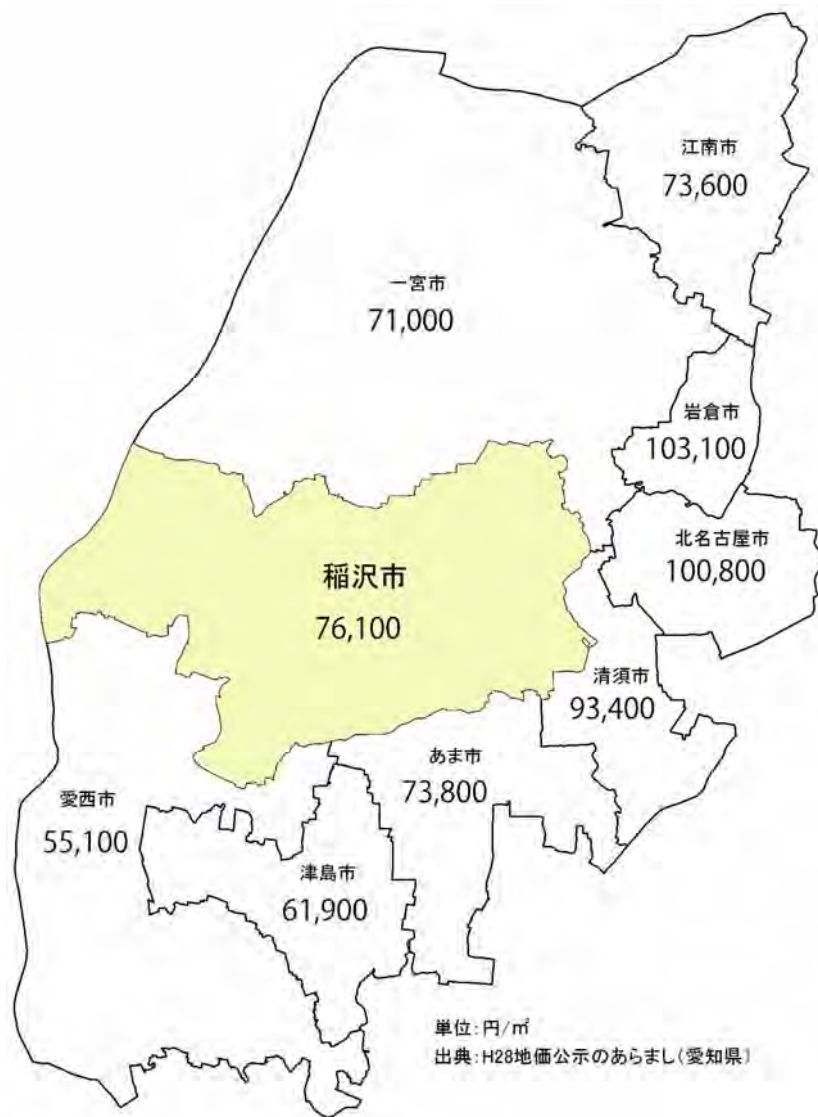 江南市
73,600
一宮市
71,000
岩倉市
103,100
北名古屋市
100,800
稲沢市
76,100
清須市
93,400
あま市
73,800
愛西市
55,100
津島市
61,900
単位:円/㎡
出典:H28地価公示のあらまし(愛知県)